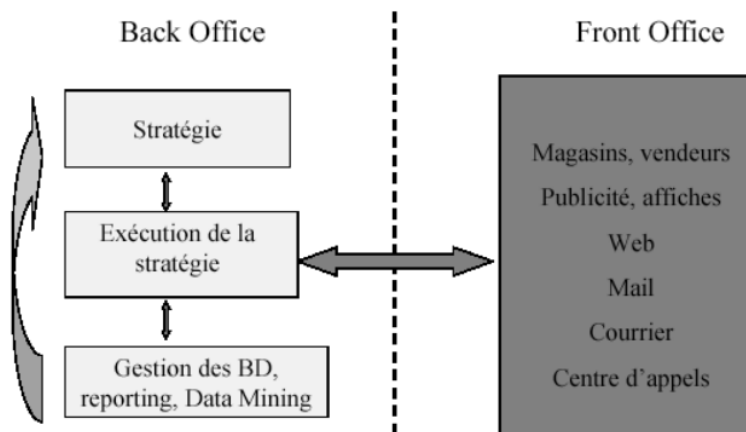 Back Office
Front Office
Stratégie
Exécution de la
stratégie
Gestion des BD,
reporting, Data Mining
Magasins, vendeurs
Publicité, affiches
Web
Mail
Courrier
Centre d'appels